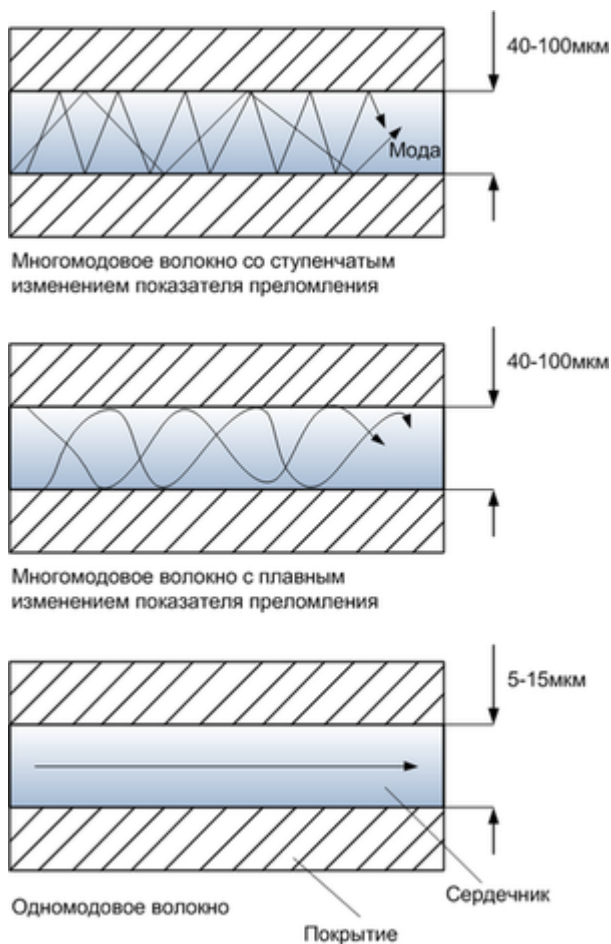 40-100мкм
Мода
Многомодовое волокно со ступенчатым
изменением показателя преломления
40-100мкм
Многомодовое волокно с плавным
изменением показателя преломления
5-15мкм
Сердечник
Одномодовое волокно
Покрытие